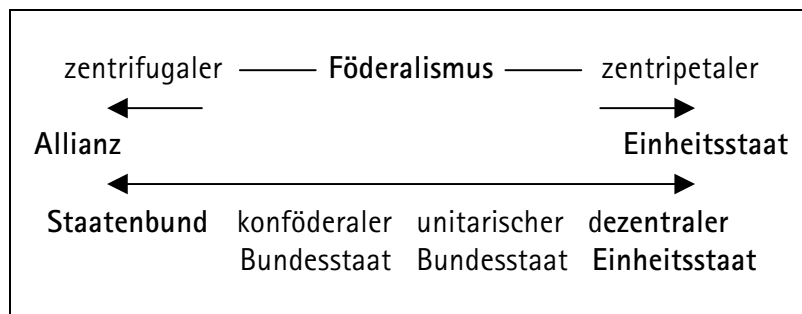 zentrifugaler Föderalismus zentripetaler
Allianz Einheitsstaat
Staatenbund konföderaler unitarischer dezentraler
Bundesstaat Bundesstaat Einheitsstaat